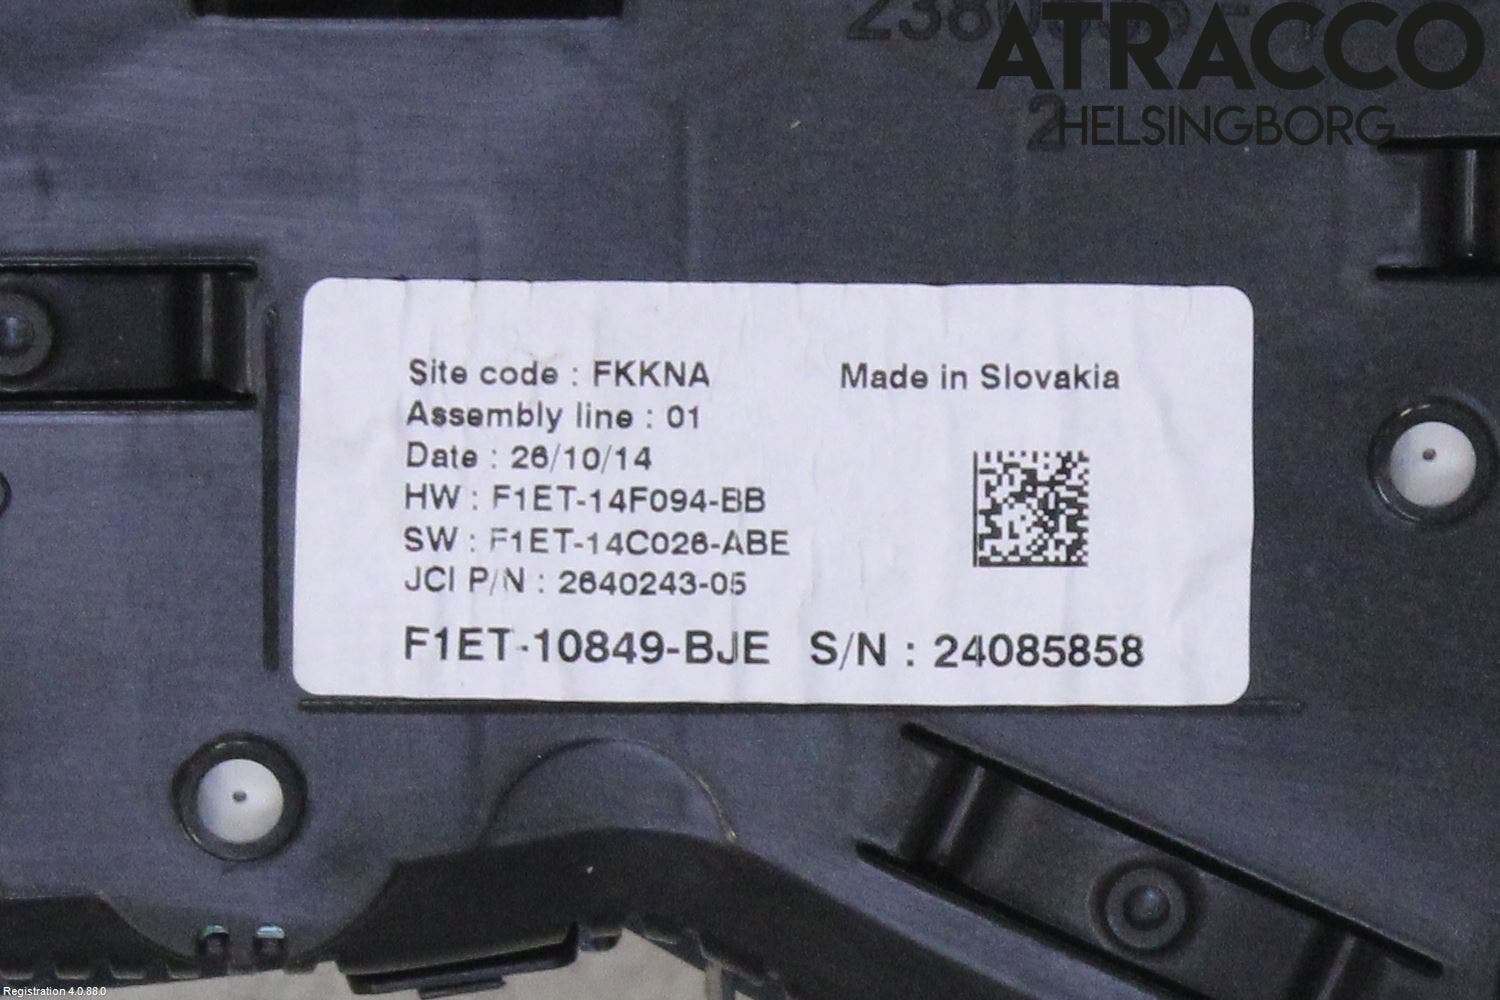 ATRACCO
2
HELSINGBORG
Site code : FKKNA
Made in Slovakia
Assembly line : 01
Date : 26/10/14
HW : F1ET-14F094-BB
SW : F1ET-14C026-ABE
JCI P/N : 2640243-05
F1ET-10849-BJE S/N : 24085858
Registration 4.0.88.0